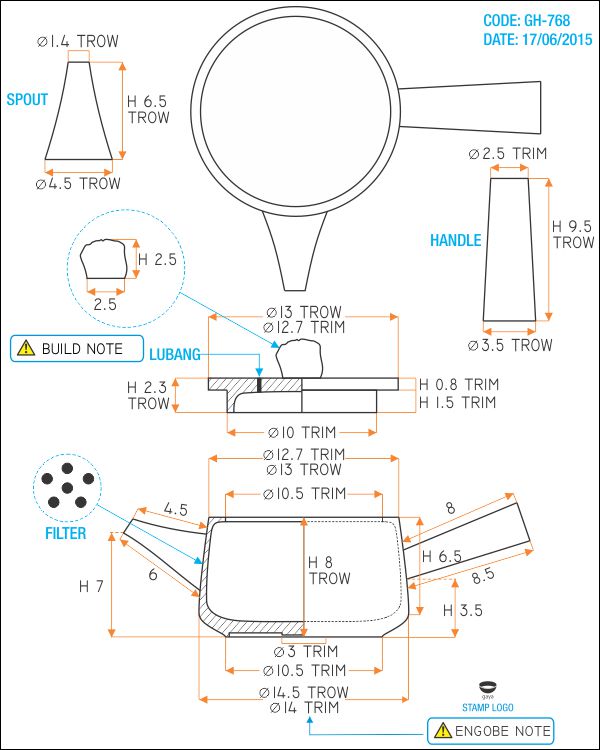 CODE: GH-768
DATE: 17/06/2015
Ø1.4 TROW
SPOUT
H 6.5
TROW
Ø4.5 TROW
Ø2.5 TRIM
HANDLE
H 9.5
TROW
Ø3.5 TROW
H 2.5
2.5
BUILD NOTE
LUBANG
Ø13 TROW
Ø12.7 TRIM
H 2.3
TROW
H 0.8 TRIM
H 1.5 TRIM
Ø10 TRIM
Ø12.7 TRIM
Ø13 TROW
Ø10.5 TRIM
FILTER
4.5
6
H 7
H 8
TROW
8
8.5
H 6.5
H 3.5
Ø3 TRIM
Ø10.5 TRIM
Ø14.5 TROW
Ø14 TRIM
gaya
STAMP LOGO
ENGOBE NOTE